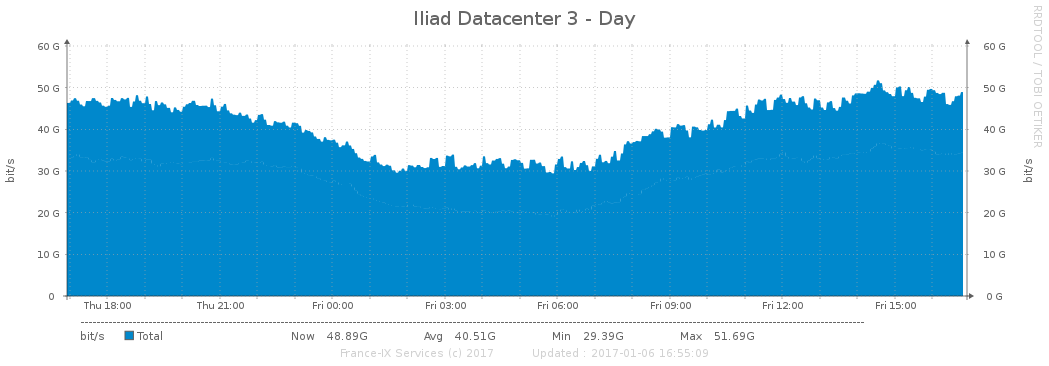 Iliad Datacenter 3 - Day
RRDTOOL / TOBI OETIKER
60 G 60 G
50 G 50 G
40 G 40 G
30 G 30 G
20 G 20 G
10 G 10 G
0 0 G
bit/s bit/s
Thu 18:00 Thu 21:00 Fri 00:00 Fri 03:00 Fri 06:00 Fri 09:00 Fri 12:00 Fri 15:00
bit/s Total Now 48.89G Avg 40.51G Min 29.39G Max 51.69G
France-IX Services (c) 2017 Updated : 2017-01-06 16:55:09